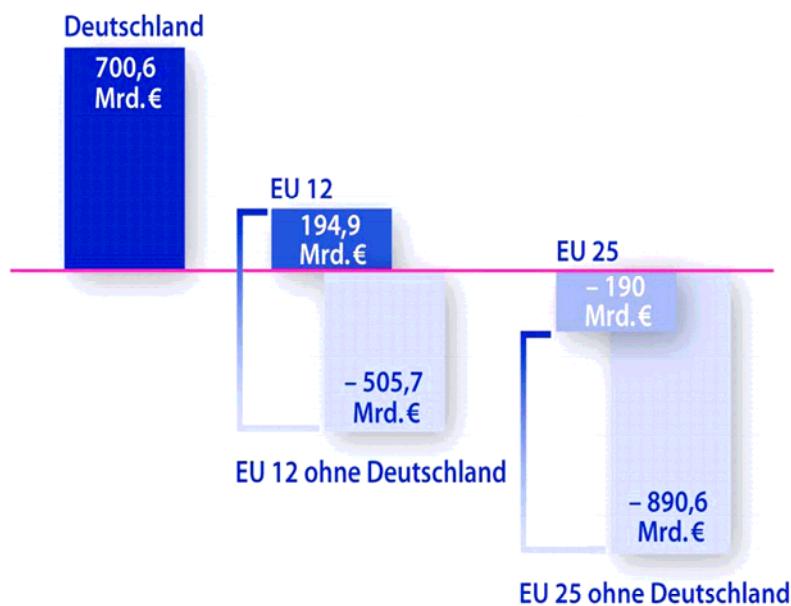 Deutschland
700,6
Mrd. €
EU 12
194,9
Mrd. €
– 505,7
Mrd. €
EU 12 ohne Deutschland
EU 25
– 190
Mrd. €
– 890,6
Mrd. €
EU 25 ohne Deutschland